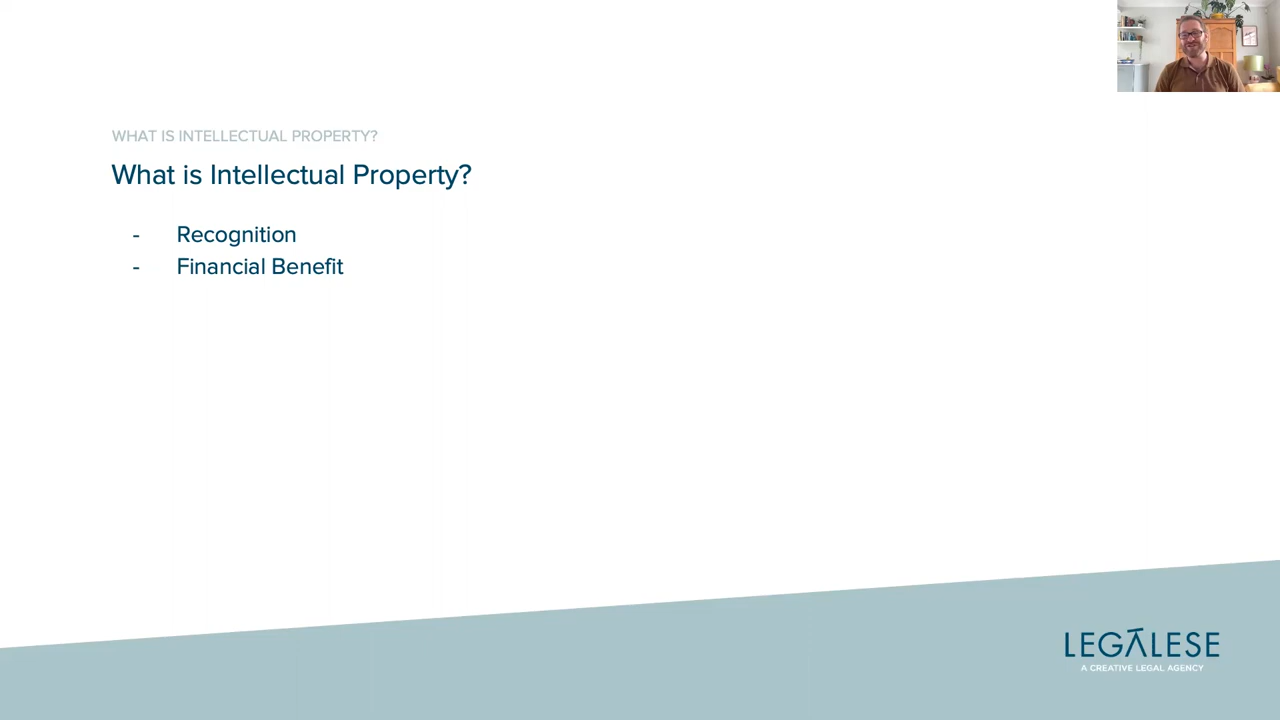 WHAT IS INTELLECTUAL PROPERTY?
What is Intellectual Property?
- Recognition
- Financial Benefit
LEGALESE
A CREATIVE LEGAL AGENCY